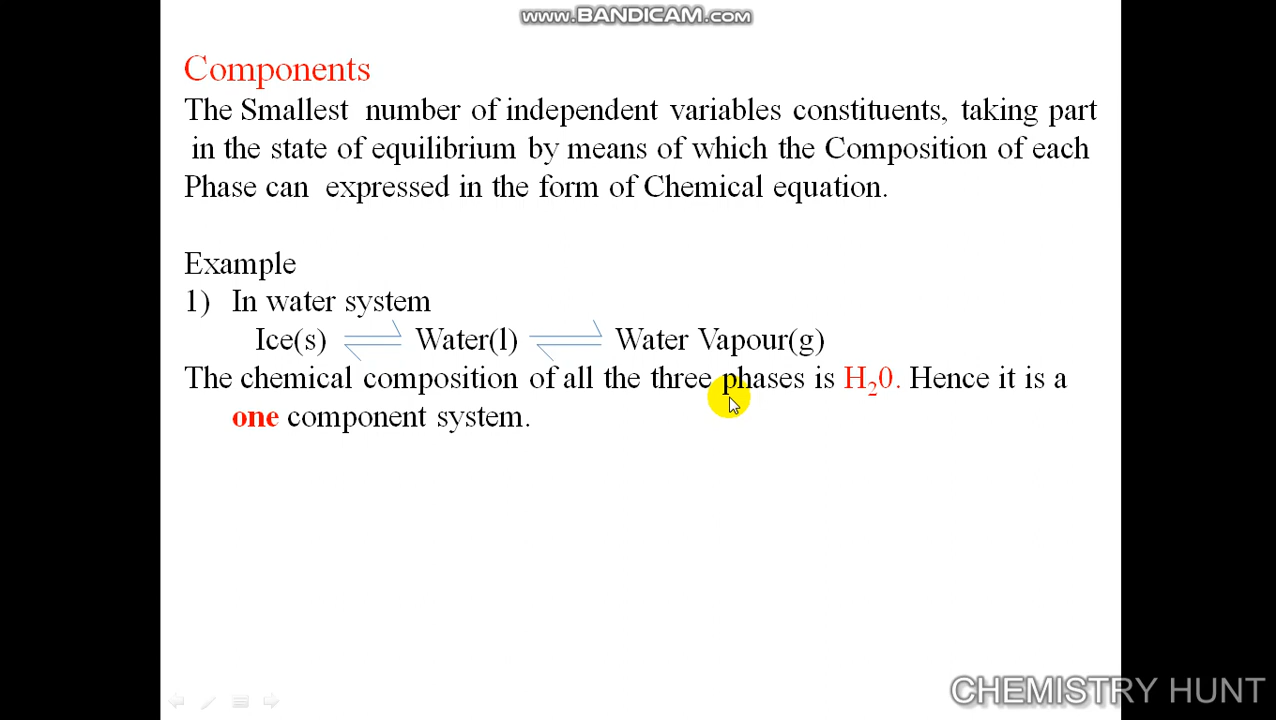 www.BANDICAM.com
Components
The Smallest number of independent variables constituents, taking part
in the state of equilibrium by means of which the Composition of each
Phase can expressed in the form of Chemical equation.
Example
1) In water system
Ice(s) ⇌ Water(l) ⇌ Water Vapour(g)
The chemical composition of all the three phases is H₂0. Hence it is a
one component system.
CHEMISTRY HUNT